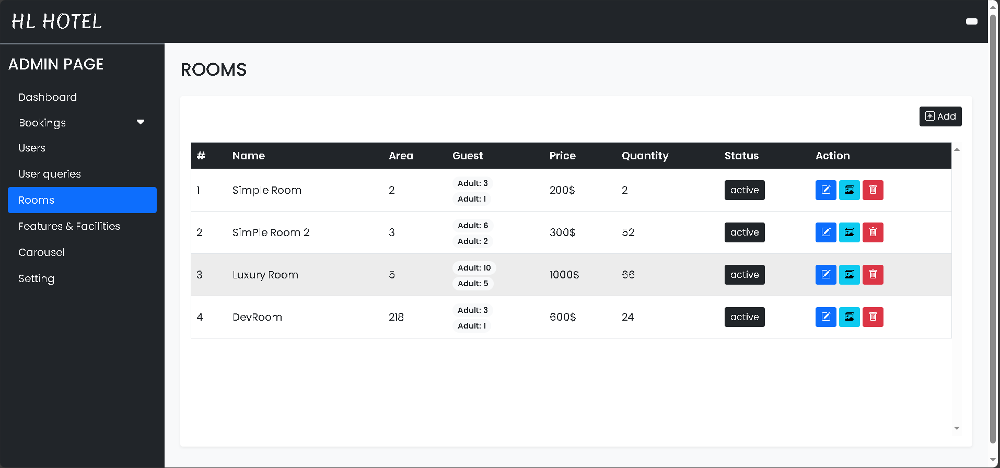 HL HOTEL
ADMIN PAGE
Dashboard
Bookings
Users
User queries
Rooms
Features & Facilities
Carousel
Setting
ROOMS
Add
# Name Area Guest Price Quantity Status Action
1 Simple Room 2 Adult: 3 Adult: 1 200$ 2 active
2 SimPle Room 2 3 Adult: 6 Adult: 2 300$ 52 active
3 Luxury Room 5 Adult: 10 Adult: 5 1000$ 66 active
4 DevRoom 218 Adult: 3 Adult: 1 600$ 24 active